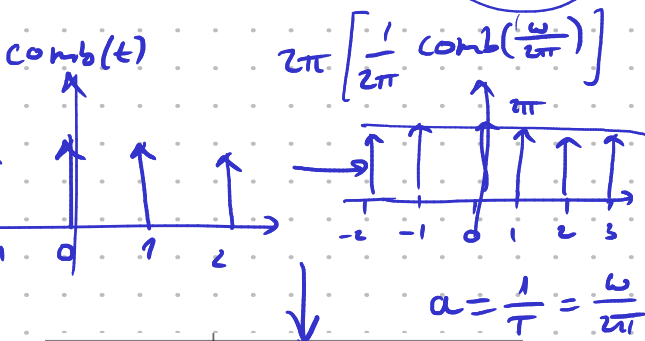 comb(t)
2π [ 1/2π comb(ω/2π) ]
2π
0 1 2
-2 -1 0 1 2 3
a = 1/T = ω/2π